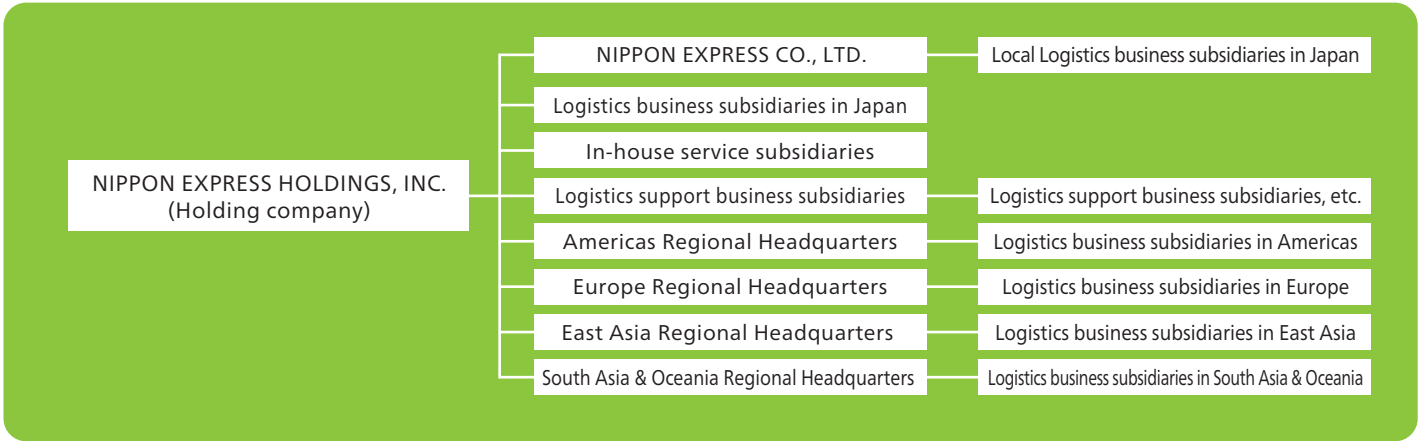 NIPPON EXPRESS HOLDINGS, INC.
(Holding company)
NIPPON EXPRESS CO., LTD.
Local Logistics business subsidiaries in Japan
Logistics business subsidiaries in Japan
In-house service subsidiaries
Logistics support business subsidiaries
Logistics support business subsidiaries, etc.
Americas Regional Headquarters
Logistics business subsidiaries in Americas
Europe Regional Headquarters
Logistics business subsidiaries in Europe
East Asia Regional Headquarters
Logistics business subsidiaries in East Asia
South Asia & Oceania Regional Headquarters
Logistics business subsidiaries in South Asia & Oceania